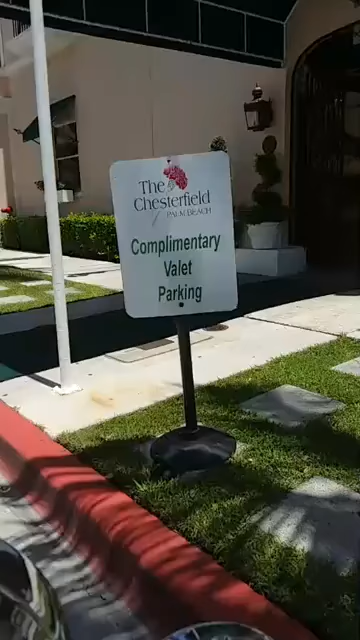 The
Chesterfield
PALM BEACH
Complimentary
Valet
Parking